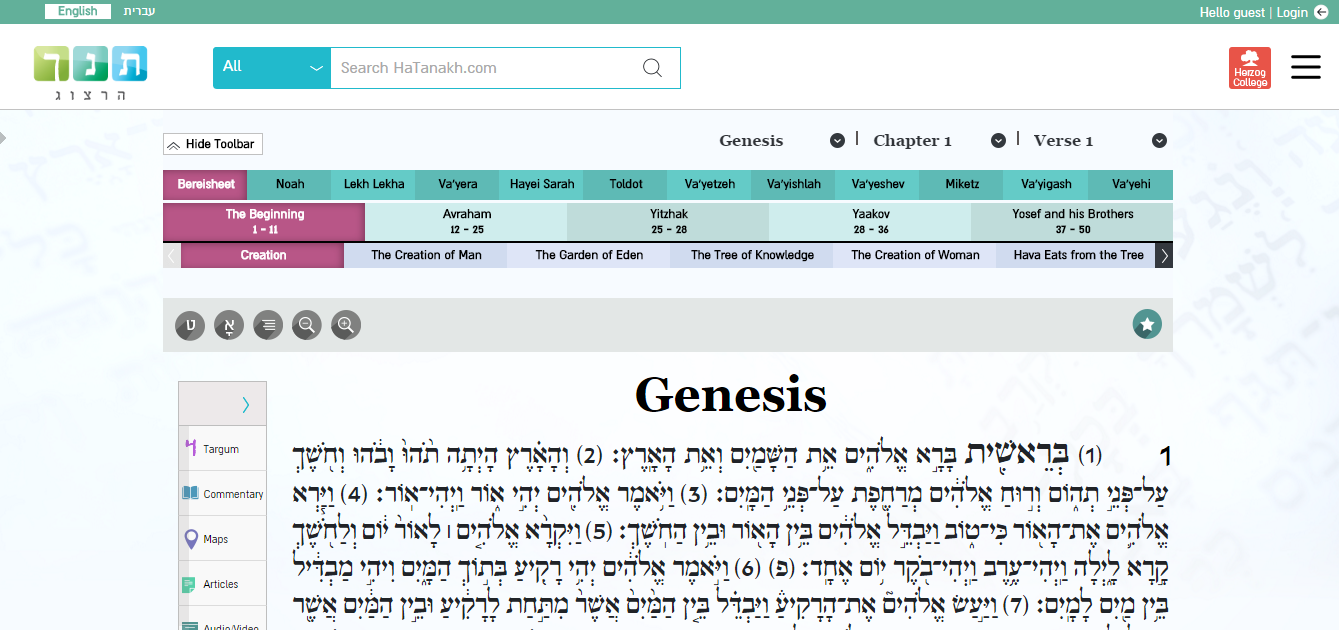 English
עברית
Hello guest | Login
תנך
הרצוג
All
Search HaTanakh.com
Herzog
College
Hide Toolbar
Genesis | Chapter 1 | Verse 1
Bereisheet Noah Lekh Lekha Va'yera Hayei Sarah Toldot Va'yetzeh Va'yishlah Va'yeshev Miketz Va'yigash Va'yehi
The Beginning Avraham Yitzhak Yaakov Yosef and his Brothers
1 - 11 12 - 25 25 - 28 28 - 36 37 - 50
Creation The Creation of Man The Garden of Eden The Tree of Knowledge The Creation of Woman Hava Eats from the Tree
ט אָ
Genesis
1 (1) בְּרֵאשִׁ֖ית בָּרָ֣א אֱלֹהִ֑ים אֵ֥ת הַשָּׁמַ֖יִם וְאֵ֥ת הָאָֽרֶץ: (2) וְהָאָ֗רֶץ הָיְתָ֥ה תֹ֙הוּ֙ וָבֹ֔הוּ וְחֹ֖שֶׁךְ
עַל־פְּנֵ֣י תְה֑וֹם וְר֣וּחַ אֱלֹהִ֔ים מְרַחֶ֖פֶת עַל־פְּנֵ֥י הַמָּֽיִם: (3) וַיֹּ֥אמֶר אֱלֹהִ֖ים יְהִ֣י א֑וֹר וַֽיְהִי־אֽוֹר: (4) וַיַּ֧רְא
אֱלֹהִ֛ים אֶת־הָא֖וֹר כִּי־ט֑וֹב וַיַּבְדֵּ֣ל אֱלֹהִ֔ים בֵּ֥ין הָא֖וֹר וּבֵ֥ין הַחֹֽשֶׁךְ: (5) וַיִּקְרָ֨א אֱלֹהִ֤ים ׀ לָאוֹר֙ י֔וֹם וְלַחֹ֖שֶׁךְ
קָ֣רָא לָ֑יְלָה וַֽיְהִי־עֶ֥רֶב וַֽיְהִי־בֹ֖קֶר י֥וֹם אֶחָֽד: (פ) (6) וַיֹּ֣אמֶר אֱלֹהִ֔ים יְהִ֥י רָקִ֖יעַ בְּת֣וֹךְ הַמָּ֑יִם וִיהִ֣י מַבְדִּ֔יל
בֵּ֥ין מַ֖יִם לָמָֽיִם: (7) וַיַּ֣עַשׂ אֱלֹהִים֮ אֶת־הָרָקִיעַ֒ וַיַּבְדֵּ֗ל בֵּ֤ין הַמַּ֙יִם֙ אֲשֶׁר֙ מִתַּ֣חַת לָרָקִ֔יעַ וּבֵ֣ין הַמַּ֔יִם אֲשֶׁ֖ר
Targum
Commentary
Maps
Articles
Audio/Video